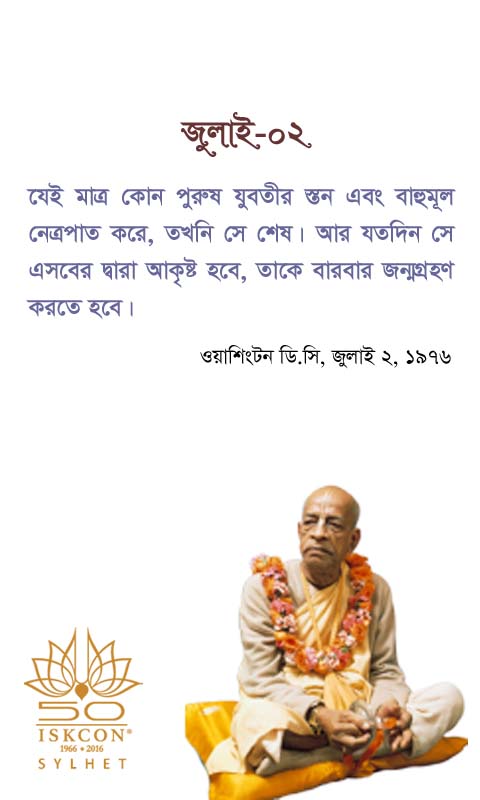 জুলাই-০২
যেই মাত্র কোন পুরুষ যুবতীর স্তন এবং বাহুমূল
নেত্রপাত করে, তখনি সে শেষ। আর যতদিন সে
এসবের দ্বারা আকৃষ্ট হবে, তাকে বারবার জন্মগ্রহণ
করতে হবে।
ওয়াশিংটন ডি.সি, জুলাই ২, ১৯৭৬
50
ISKCON®
1966 • 2016
SYLHET